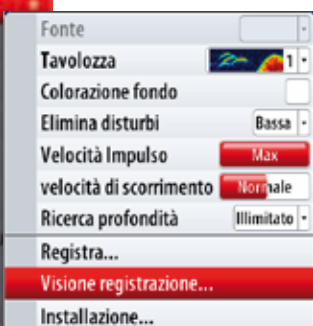 Fonte
Tavolozza 1
Colorazione fondo
Elimina disturbi Bassa
Velocità Impulso Max
velocità di scorrimento Normale
Ricerca profondità Illimitato
Registra...
Visione registrazione...
Installazione...